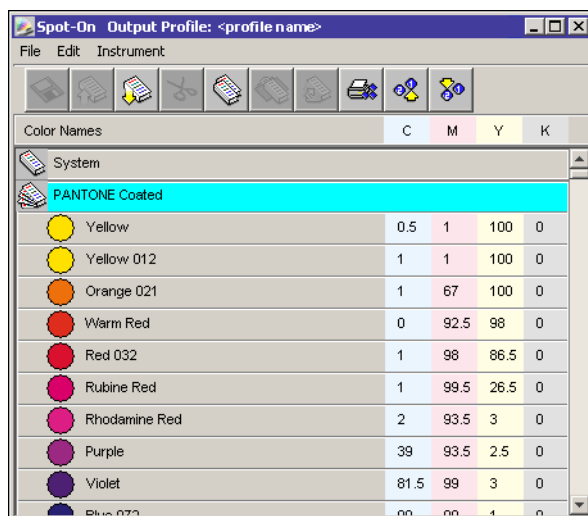 Spot-On Output Profile: <profile name>
File Edit Instrument
Color Names C M Y K
System
PANTONE Coated
Yellow 0.5 1 100 0
Yellow 012 1 1 100 0
Orange 021 1 67 100 0
Warm Red 0 92.5 98 0
Red 032 1 98 86.5 0
Rubine Red 1 99.5 26.5 0
Rhodamine Red 2 93.5 3 0
Purple 39 93.5 2.5 0
Violet 81.5 99 3 0
Blue 072